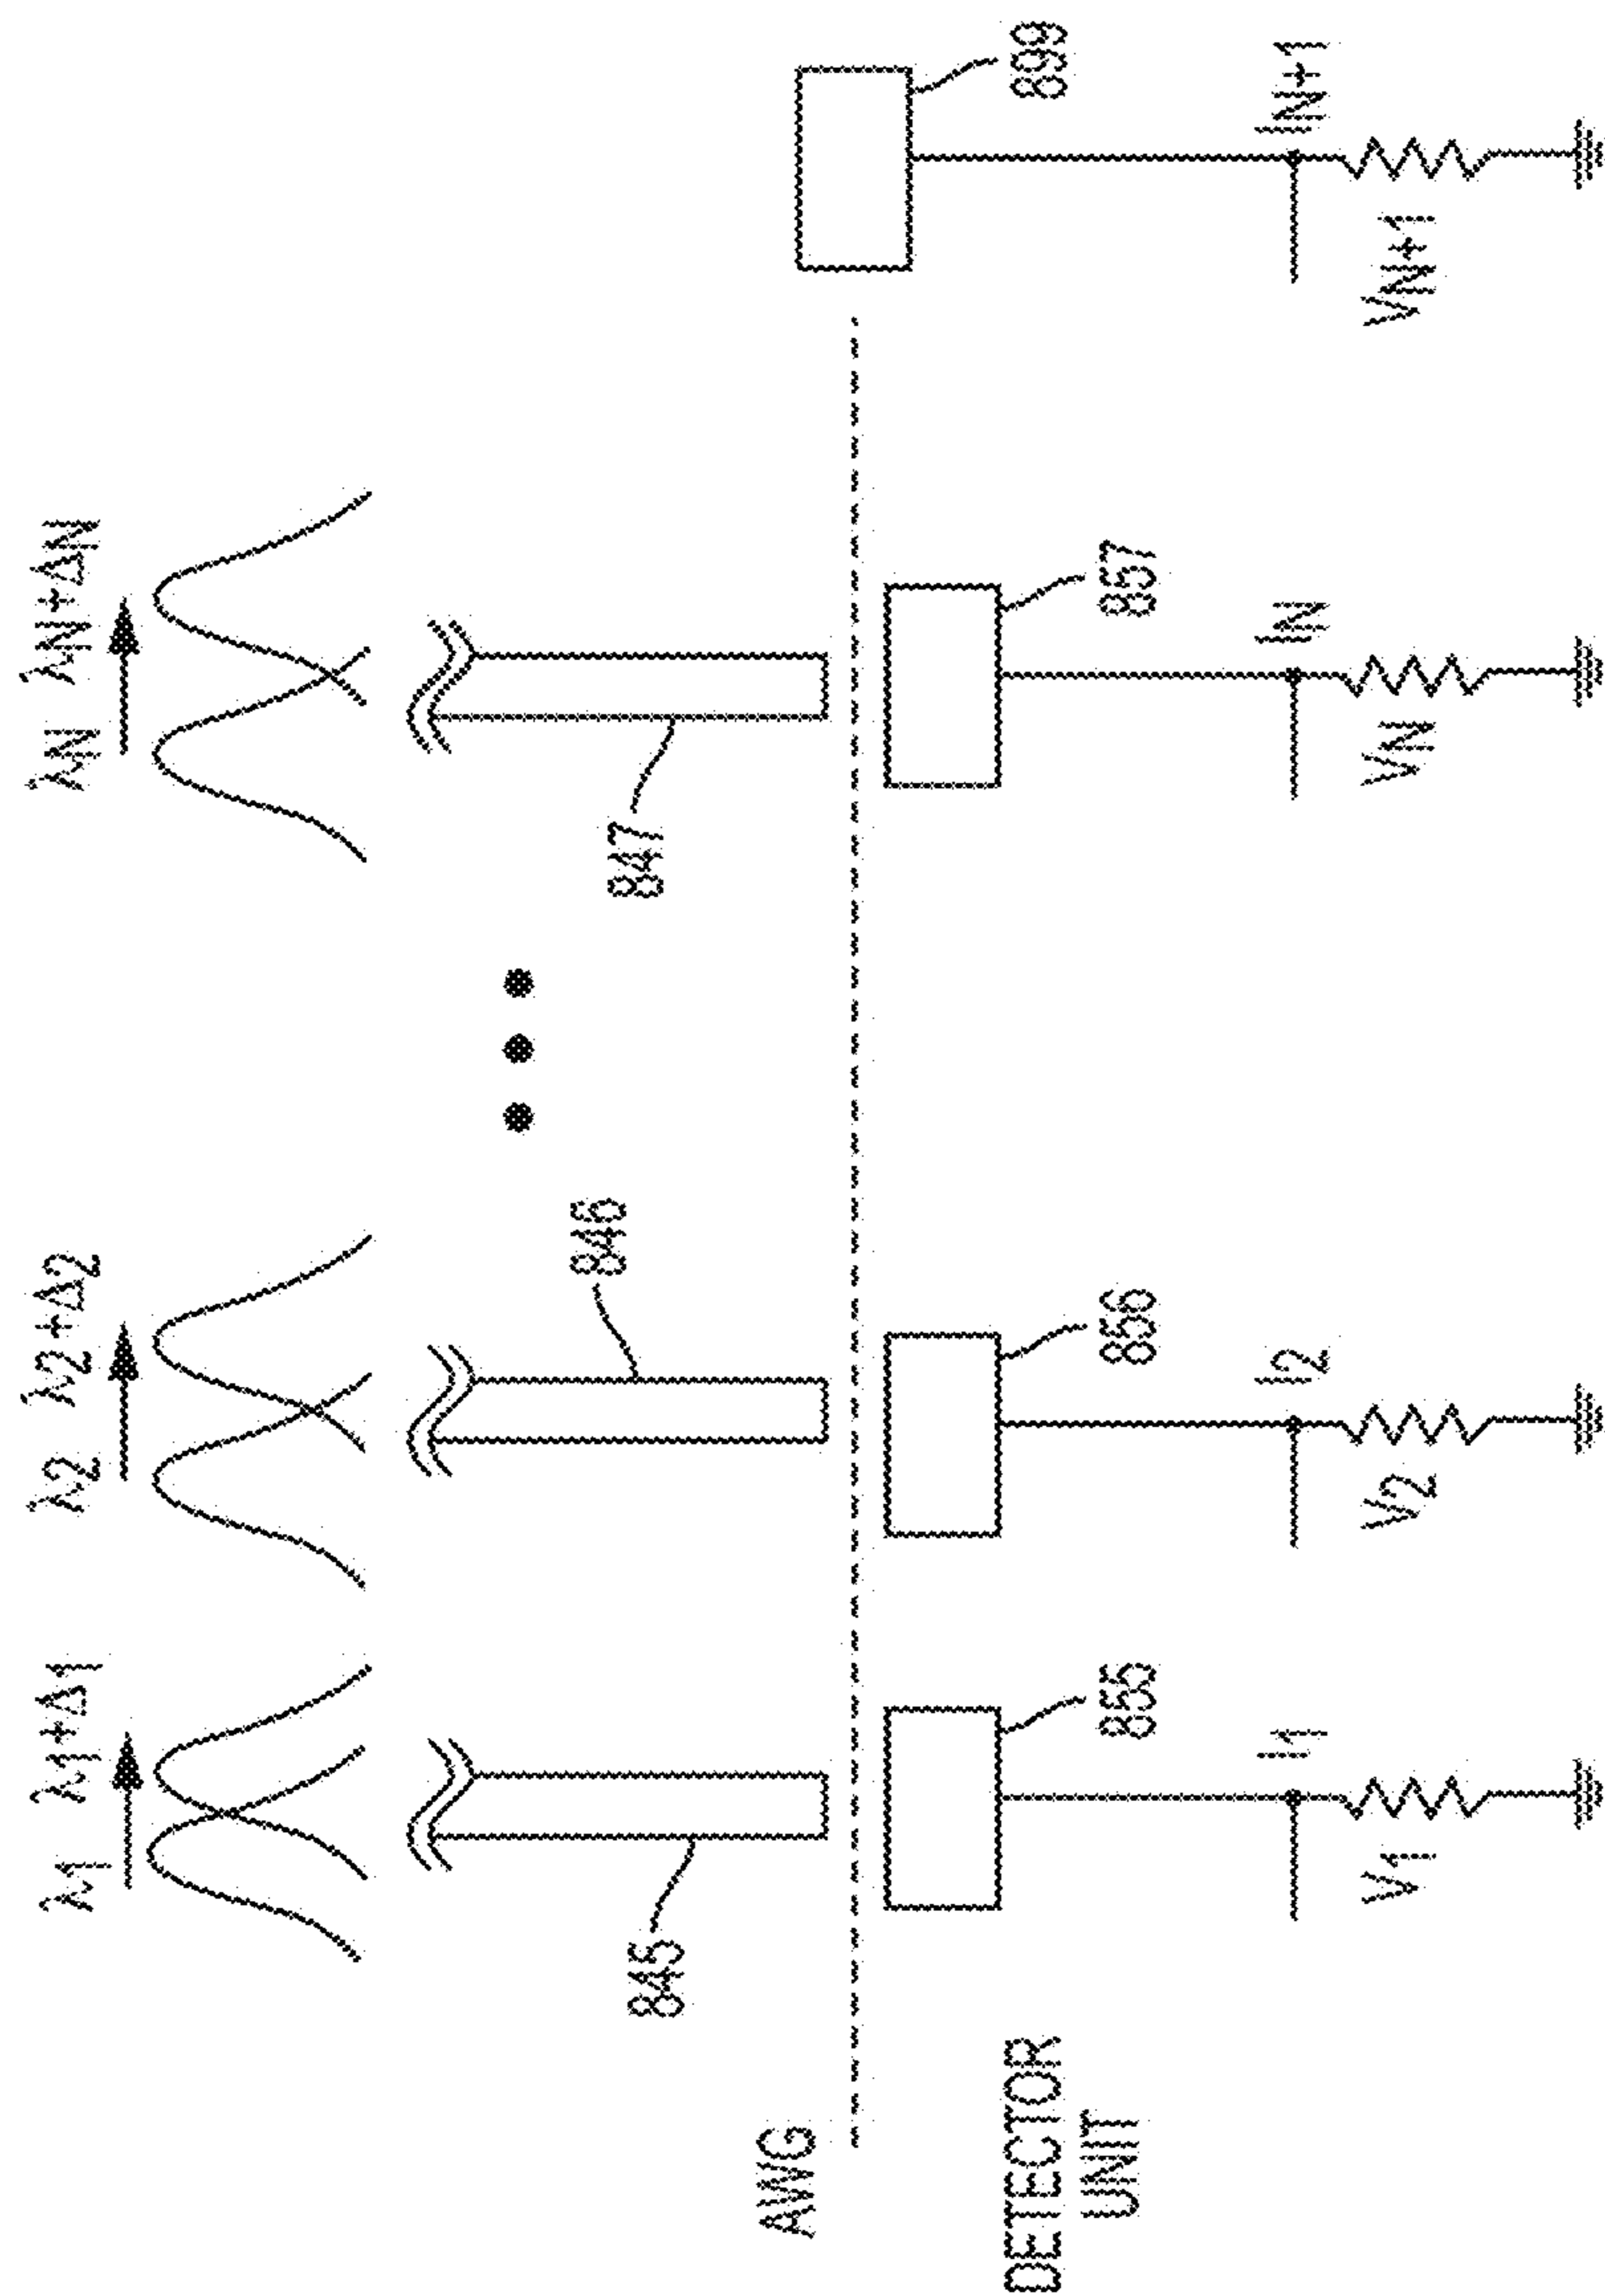 λ1 λ1+Δ1
λ2 λ2+Δ2
λN λN+ΔN
845
846
847
AWG
DETECTOR
UNIT
855
856
857
899
I1
I2
IN
IN+1
V1
V2
VN
VN+1